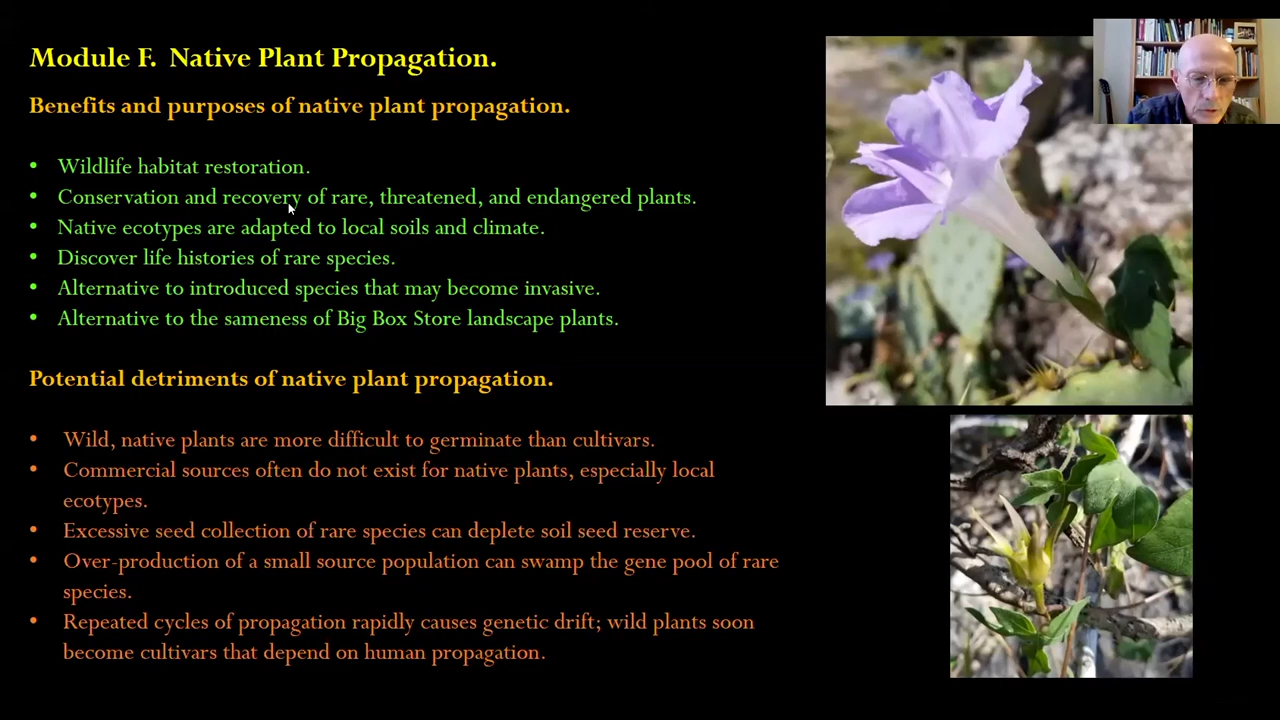 Module F. Native Plant Propagation.
Benefits and purposes of native plant propagation.
• Wildlife habitat restoration.
• Conservation and recovery of rare, threatened, and endangered plants.
• Native ecotypes are adapted to local soils and climate.
• Discover life histories of rare species.
• Alternative to introduced species that may become invasive.
• Alternative to the sameness of Big Box Store landscape plants.
Potential detriments of native plant propagation.
• Wild, native plants are more difficult to germinate than cultivars.
• Commercial sources often do not exist for native plants, especially local
ecotypes.
• Excessive seed collection of rare species can deplete soil seed reserve.
• Over-production of a small source population can swamp the gene pool of rare
species.
• Repeated cycles of propagation rapidly causes genetic drift; wild plants soon
become cultivars that depend on human propagation.